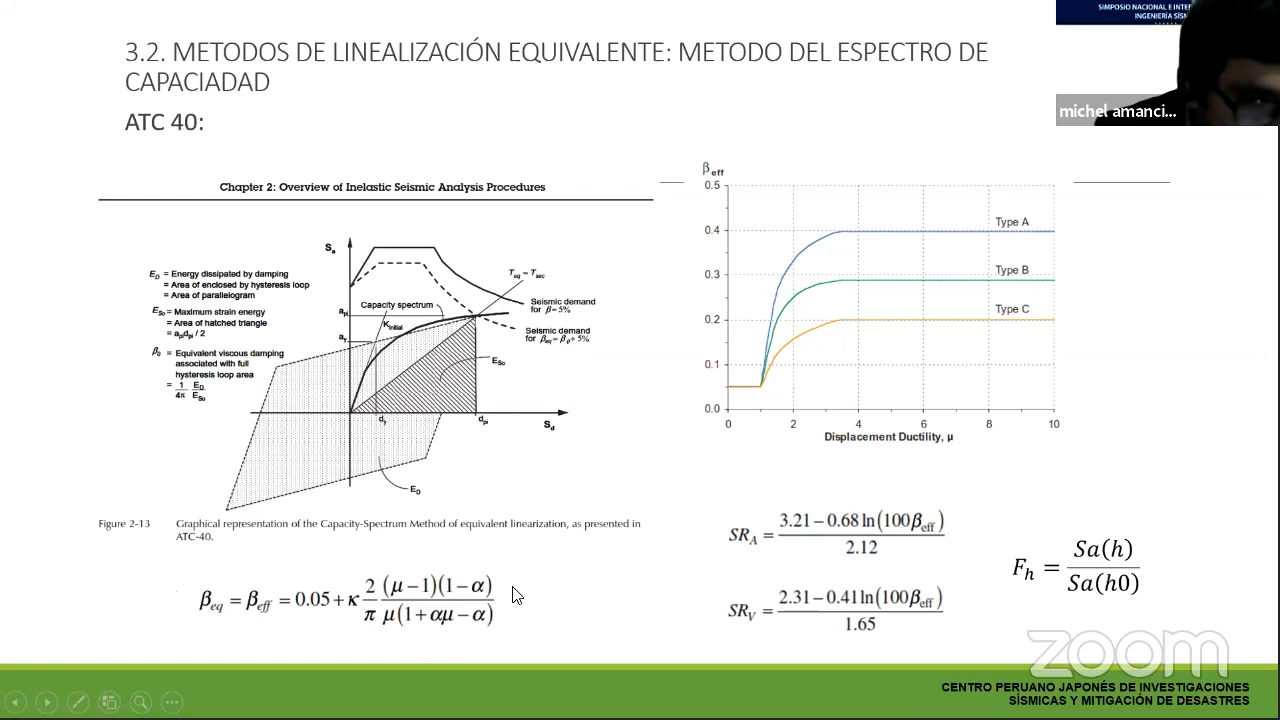 SIMPOSIO NACIONAL E INTER
INGENIERÍA SÍS
michel amanci...
3.2. METODOS DE LINEALIZACIÓN EQUIVALENTE: METODO DEL ESPECTRO DE
CAPACIADAD
ATC 40:
Chapter 2: Overview of Inelastic Seismic Analysis Procedures
Sa
Teq = Tsec
ED = Energy dissipated by damping
= Area of enclosed by hysteresis loop
= Area of parallelogram
ESo = Maximum strain energy
= Area of hatched triangle
= apidpi / 2
β0 = Equivalent viscous damping
associated with full
hysteresis loop area
= 1/4π ED/ESo
Capacity spectrum
api
Kinitial
ay
Seismic demand
for β = 5%
Seismic demand
for βeq = β0 + 5%
ESo
dy
dpi
Sd
ED
Figure 2-13 Graphical representation of the Capacity-Spectrum Method of equivalent linearization, as presented in
ATC-40.
βeq = βeff = 0.05 + κ 2/π (μ − 1)(1 − α) / μ(1 + αμ − α)
βeff
0.5
0.4
0.3
0.2
0.1
0.0
Type A
Type B
Type C
0 2 4 6 8 10
Displacement Ductility, μ
SRA = 3.21 − 0.68 ln(100βeff) / 2.12
SRV = 2.31 − 0.41 ln(100βeff) / 1.65
Fh = Sa(h) / Sa(h0)
zoom
CENTRO PERUANO JAPONÉS DE INVESTIGACIONES
SÍSMICAS Y MITIGACIÓN DE DESASTRES